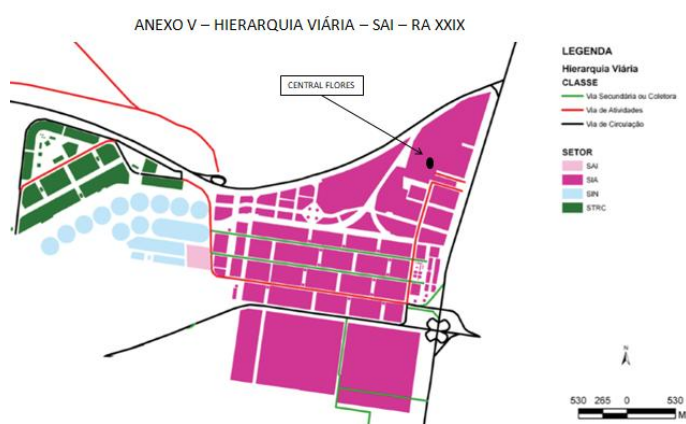 ANEXO V – HIERARQUIA VIÁRIA – SAI – RA XXIX
CENTRAL FLORES
LEGENDA
Hierarquia Viária
CLASSE
Via Secundária ou Coletora
Via de Atividades
Via de Circulação
SETOR
SAI
SIA
SIN
STRC
N
530 265 0 530
M